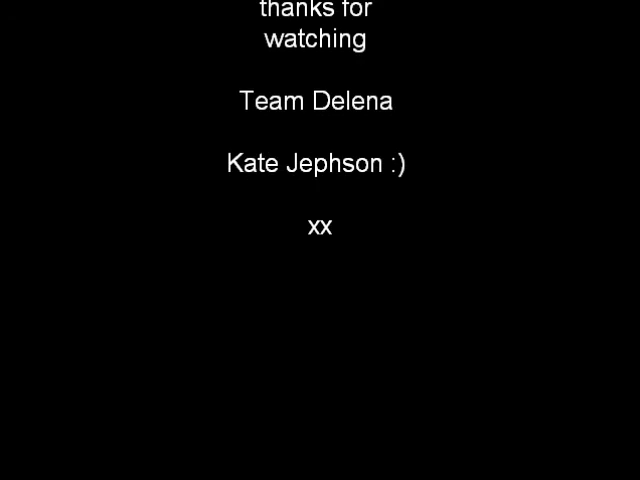 thanks for
watching
Team Delena
Kate Jephson :)
xx